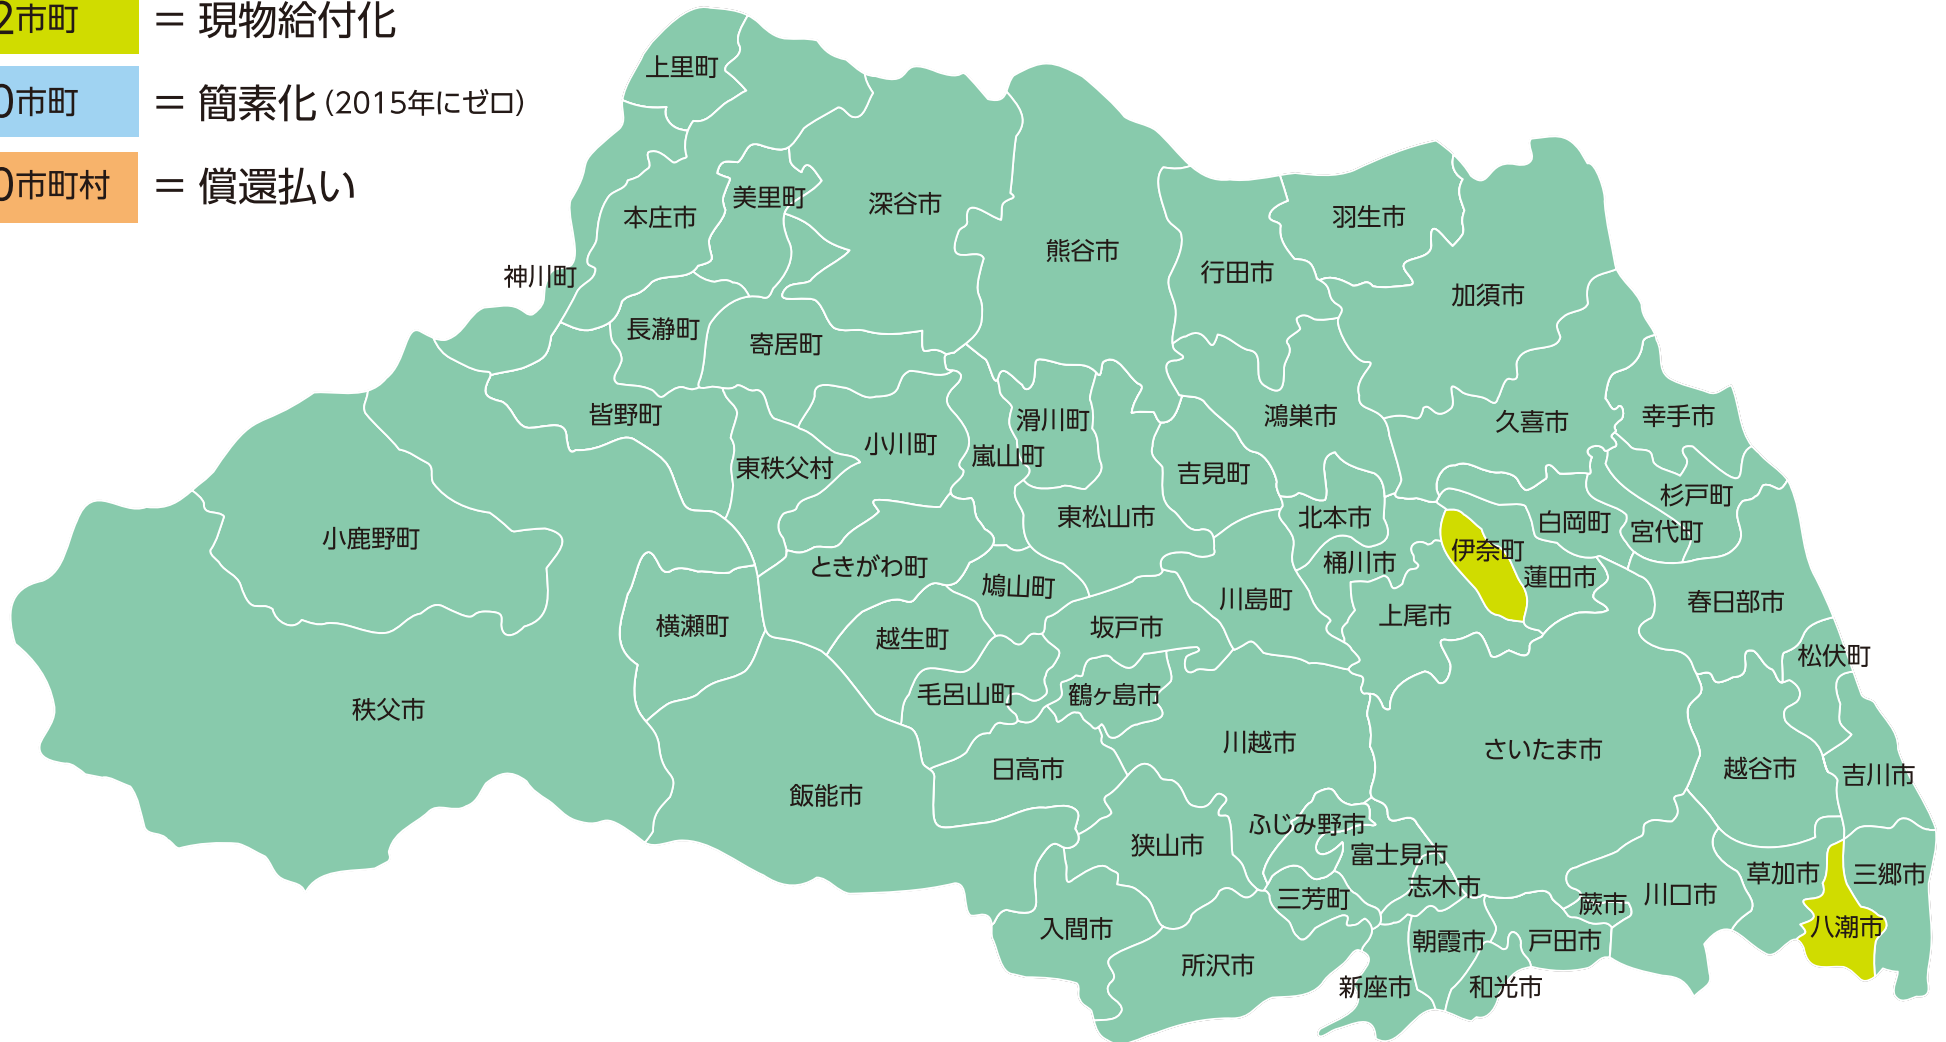 2市町 ＝ 現物給付化
0市町 ＝ 簡素化（2015年にゼロ）
0市町村 ＝ 償還払い
上里町
美里町
深谷市
本庄市
羽生市
熊谷市
神川町
行田市
加須市
長瀞町
寄居町
皆野町
滑川町
鴻巣市
久喜市
幸手市
小川町
嵐山町
東秩父村
吉見町
杉戸町
東松山市
北本市
白岡町
宮代町
小鹿野町
伊奈町
ときがわ町
桶川市
蓮田市
鳩山町
川島町
春日部市
上尾市
横瀬町
越生町
坂戸市
松伏町
毛呂山町
鶴ヶ島市
秩父市
川越市
さいたま市
日高市
越谷市
吉川市
飯能市
ふじみ野市
狭山市
富士見市
草加市
三郷市
志木市
三芳町
蕨市
川口市
入間市
八潮市
朝霞市
戸田市
所沢市
新座市
和光市